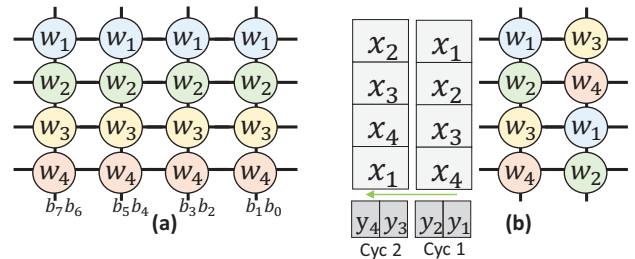 w₁ w₁ w₁ w₁
w₂ w₂ w₂ w₂
w₃ w₃ w₃ w₃
w₄ w₄ w₄ w₄
b₇b₆ b₅b₄ b₃b₂ b₁b₀
(a)
x₂ x₁ w₁ w₃
x₃ x₂ w₂ w₄
x₄ x₃ w₃ w₁
x₁ x₄ w₄ w₂
y₄ y₃ y₂ y₁
Cyc 2 Cyc 1
(b)